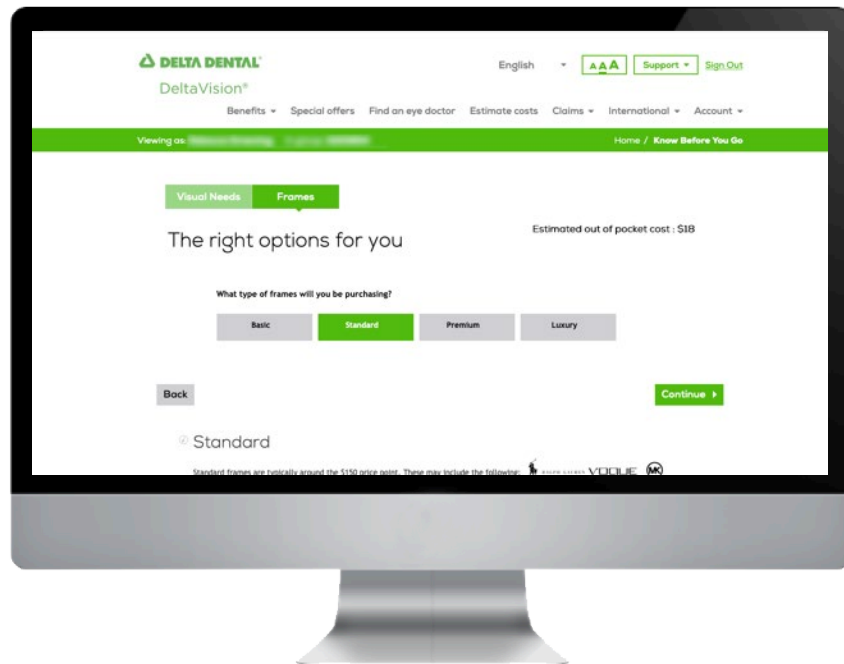 DELTA DENTAL
English AAA Support Sign Out
DeltaVision®
Benefits Special offers Find an eye doctor Estimate costs Claims International Account
Viewing as: Home / Know Before You Go
Visual Needs Frames
The right options for you
Estimated out of pocket cost : $18
What type of frames will you be purchasing?
Basic Standard Premium Luxury
Back Continue
Standard
Standard frames are typically around the $150 price point. These may include the following: RALPH LAUREN VOGUE MK